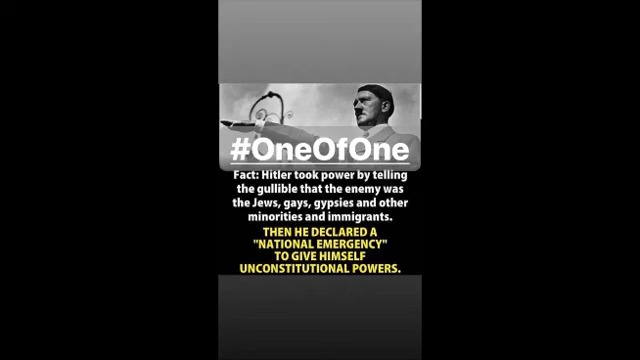 #OneOfOne
Fact: Hitler took power by telling
the gullible that the enemy was
the Jews, gays, gypsies and other
minorities and immigrants.
THEN HE DECLARED A
"NATIONAL EMERGENCY"
TO GIVE HIMSELF
UNCONSTITUTIONAL POWERS.